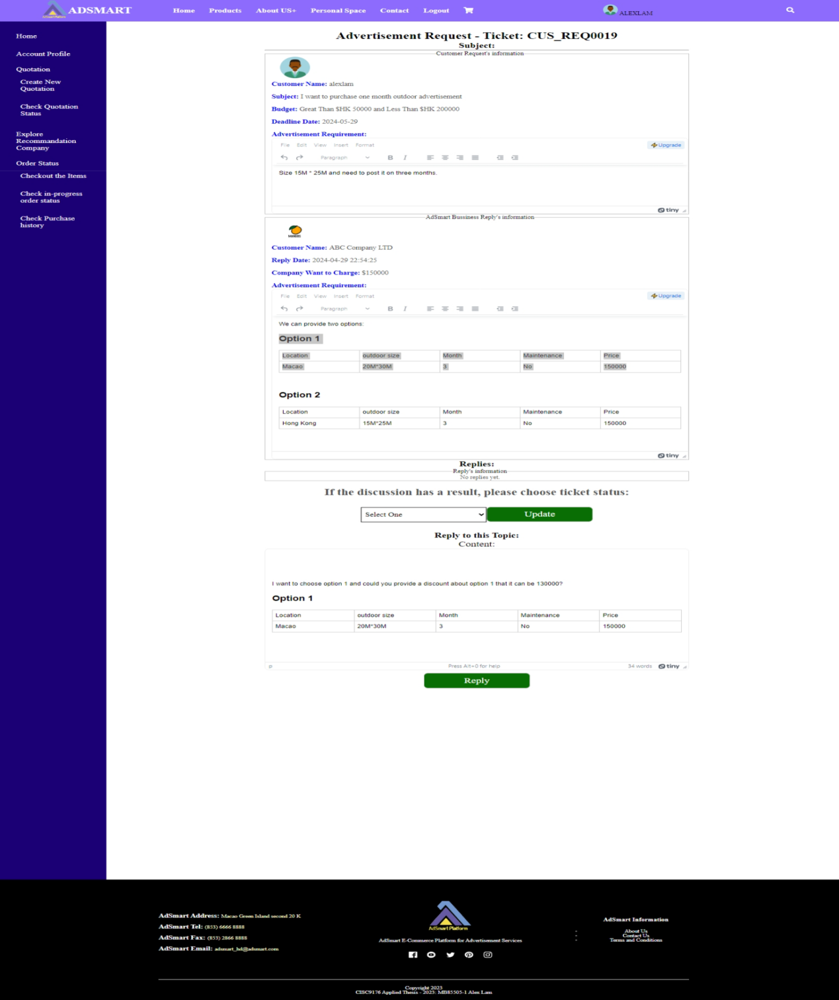 AdSmart Platform
ADSMART
Home Products About US+ Personal Space Contact Logout
ALEXLAM
Home
Account Profile
Quotation
Create New
Quotation
Check Quotation
Status
Explore
Recommandation
Company
Order Status
Checkout the Items
Check in-progress
order status
Check Purchase
history
Advertisement Request - Ticket: CUS_REQ0019
Subject:
Customer Request's information
Customer Name: alexlam
Subject: I want to purchase one month outdoor advertisement
Budget: Great Than $HK 50000 and Less Than $HK 200000
Deadline Date: 2024-05-29
Advertisement Requirement:
File Edit View Insert Format
Upgrade
Paragraph B I
Size 15M * 25M and need to post it on three months.
tiny
AdSmart Bussiness Reply's information
MANGOS
Customer Name: ABC Company LTD
Reply Date: 2024-04-29 22:54:25
Company Want to Charge: $150000
Advertisement Requirement:
File Edit View Insert Format
Upgrade
Paragraph B I
We can provide two options:
Option 1
Location outdoor size Month Maintenance Price
Macao 20M*30M 3 No 150000
Option 2
Location outdoor size Month Maintenance Price
Hong Kong 15M*25M 3 No 150000
tiny
Replies:
Reply's information
No replies yet.
If the discussion has a result, please choose ticket status:
Select One
Update
Reply to this Topic:
Content:
I want to choose option 1 and could you provide a discount about option 1 that it can be 130000?
Option 1
Location outdoor size Month Maintenance Price
Macao 20M*30M 3 No 150000
p Press Alt+0 for help 34 words tiny
Reply
AdSmart Address: Macao Green Island second 20 K
AdSmart Tel: (853) 6666 8888
AdSmart Fax: (853) 2866 8888
AdSmart Email: adsmart_hd@adsmart.com
AdSmart Platform
AdSmart E-Commerce Platform for Advertisement Services
AdSmart Information
About Us
Contact Us
Terms and Conditions
Copyright 2023
CISC9176 Applied Thesis - 2023: MB85505-1 Alex Lam